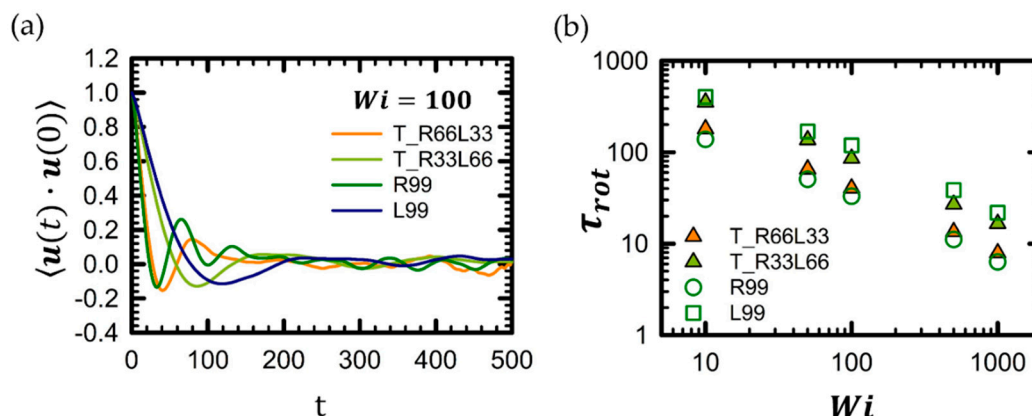 (a)
1.2
1.0
0.8
0.6
0.4
0.2
0.0
-0.2
-0.4
⟨u(t) · u(0)⟩
Wi = 100
T_R66L33
T_R33L66
R99
L99
0 100 200 300 400 500
t
(b)
1000
100
10
1
τrot
T_R66L33
T_R33L66
R99
L99
10 100 1000
Wi